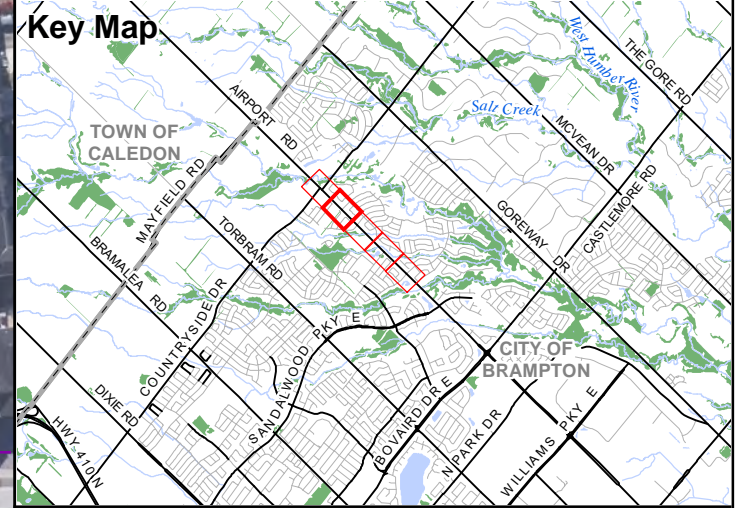 Key Map
THE GORE RD
West Humber River
Salt Creek
AIRPORT RD
MCVEAN DR
TOWN OF
CALEDON
MAYFIELD RD
CASTLEMORE RD
GOREWAY DR
TORBRAM RD
BRAMALEA RD
COUNTRYSIDE DR
SANDALWOOD PKY E
CITY OF
BRAMPTON
DIXIE RD
HWY 410 N
BOVAIRD DR E
N PARK DR
WILLIAMS PKY E